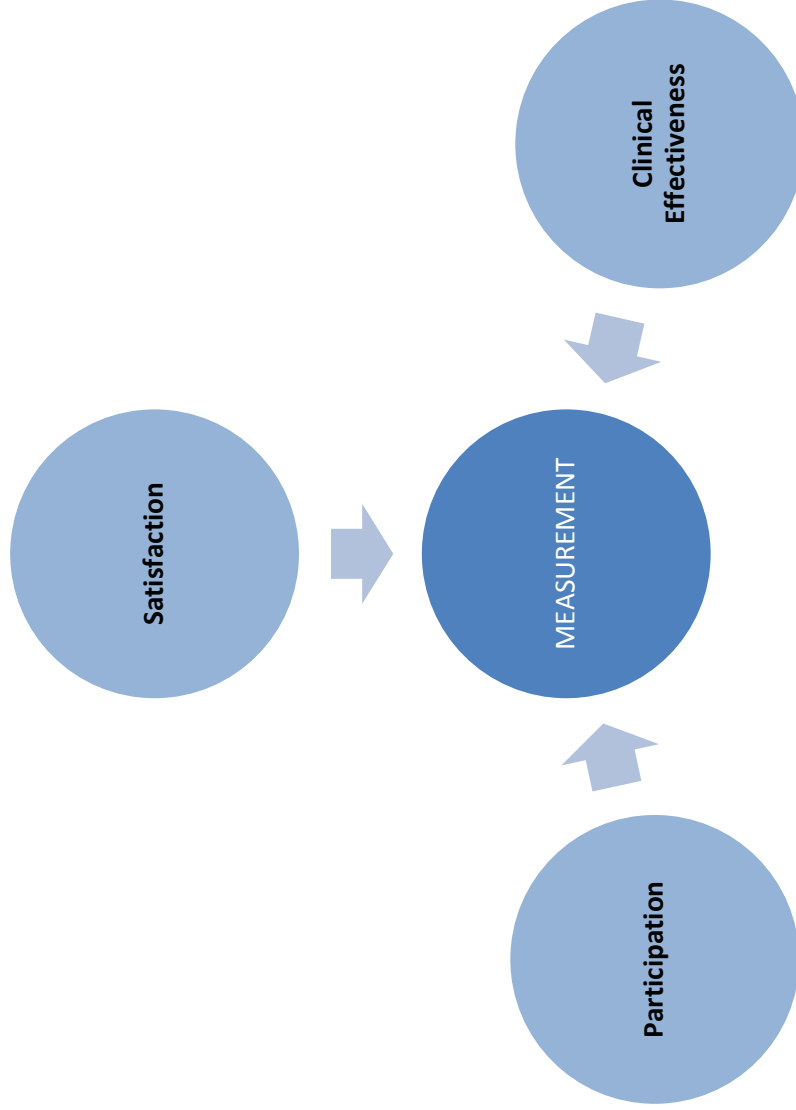 Satisfaction
MEASUREMENT
Participation
Clinical
Effectiveness